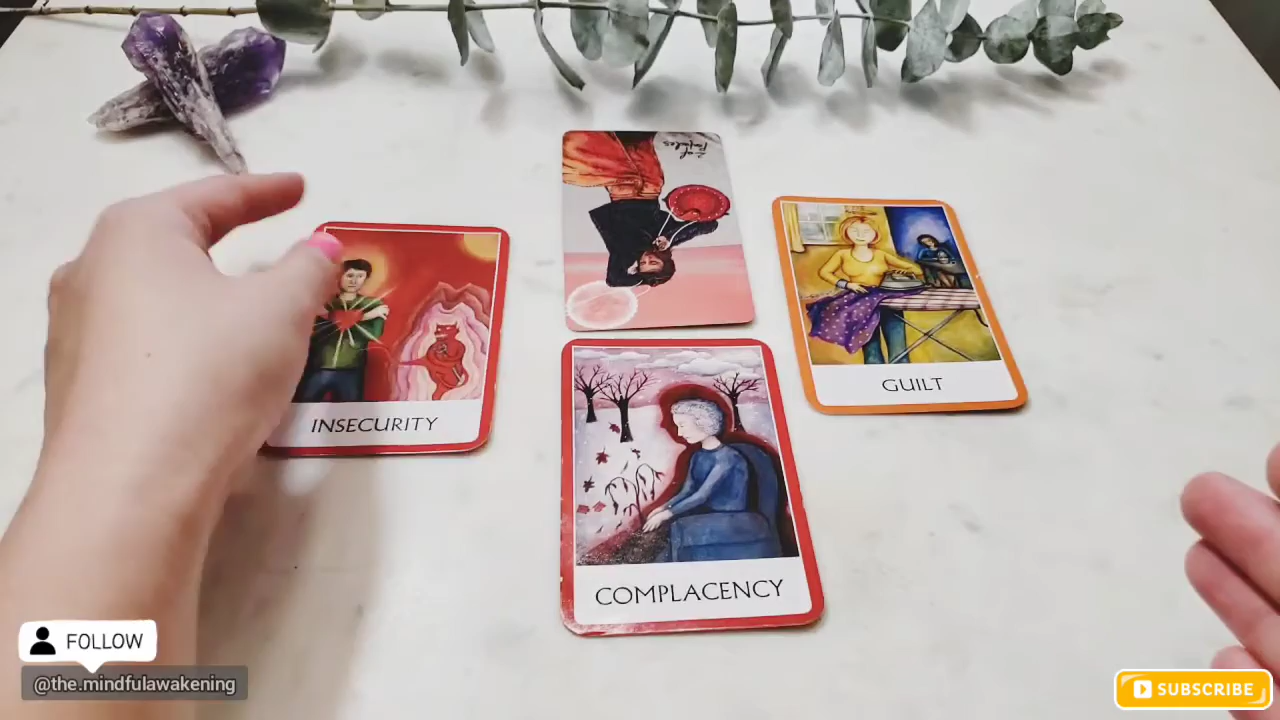 INSECURITY
GUILT
COMPLACENCY
FOLLOW
@the.mindfulawakening
SUBSCRIBE